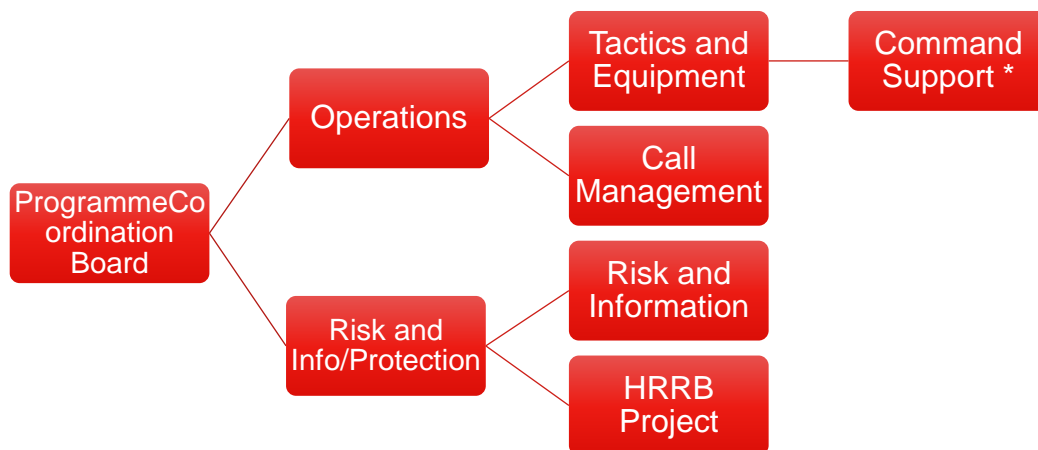 Tactics and
Equipment
Command
Support *
Operations
Call
Management
ProgrammeCo
ordination
Board
Risk and
Information
Risk and
Info/Protection
HRRB
Project